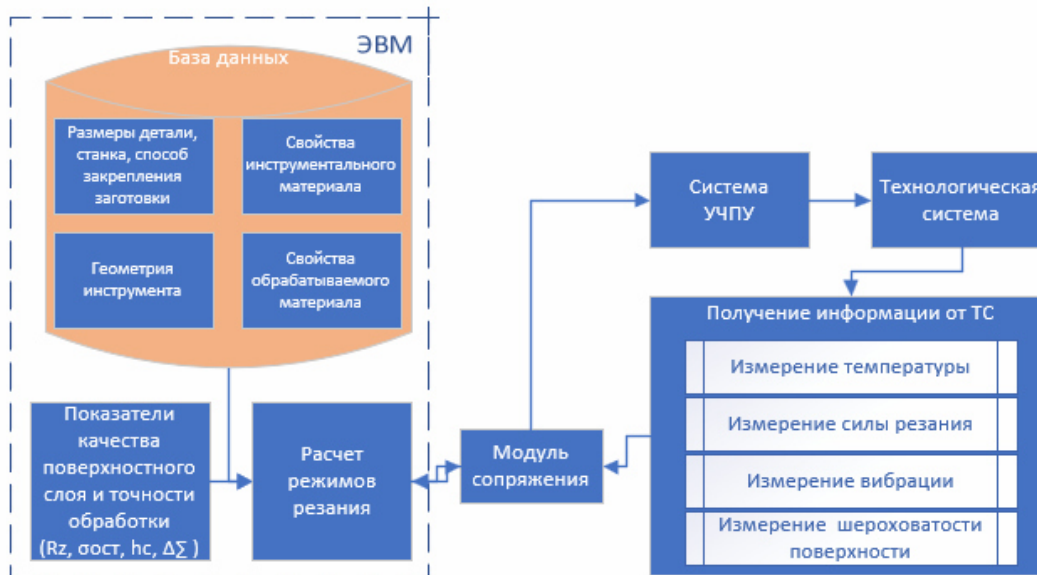 ЭВМ
База данных
Размеры детали,
станка, способ
закрепления
заготовки
Свойства
инструментального
материала
Геометрия
инструмента
Свойства
обрабатываемого
материала
Показатели
качества
поверхностного
слоя и точности
обработки
(Rz, σост, hc, Δ∑ )
Расчет
режимов
резания
Модуль
сопряжения
Система
УЧПУ
Технологическая
система
Получение информации от ТС
Измерение температуры
Измерение силы резания
Измерение вибрации
Измерение шероховатости
поверхности